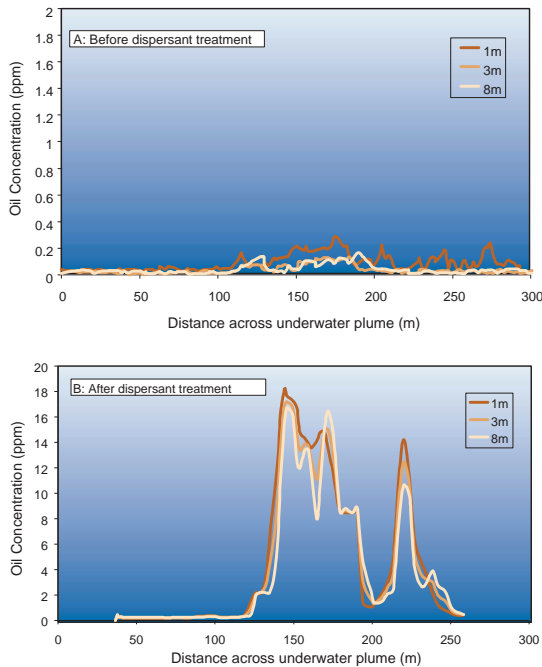 2
A: Before dispersant treatment
1.8
1m
1.6
3m
8m
1.4
1.2
1
0.8
0.6
0.4
0.2
0
Oil Concentration (ppm)
0 50 100 150 200 250 300
Distance across underwater plume (m)
20
B: After dispersant treatment
18
1m
16
3m
8m
14
12
10
8
6
4
2
0
Oil Concentration (ppm)
0 50 100 150 200 250 300
Distance across underwater plume (m)